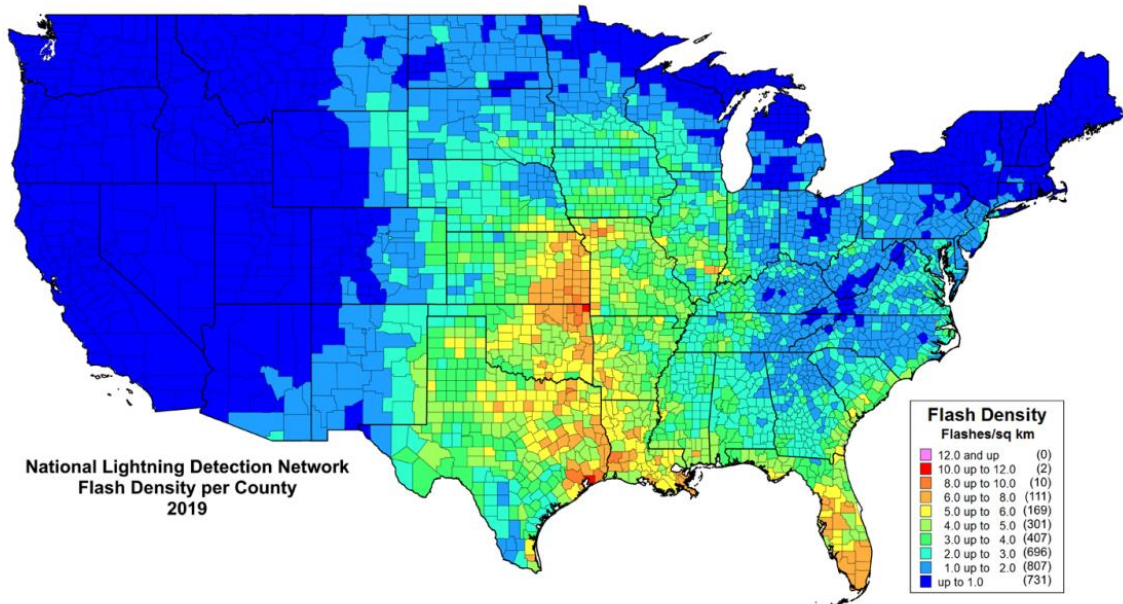 National Lightning Detection Network
Flash Density per County
2019
Flash Density
Flashes/sq km
12.0 and up (0)
10.0 up to 12.0 (2)
8.0 up to 10.0 (10)
6.0 up to 8.0 (111)
5.0 up to 6.0 (169)
4.0 up to 5.0 (301)
3.0 up to 4.0 (407)
2.0 up to 3.0 (696)
1.0 up to 2.0 (807)
up to 1.0 (731)